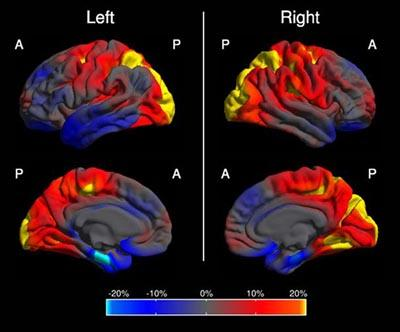 Left Right
A P P A
P A A P
-20% -10% 0% 10% 20%